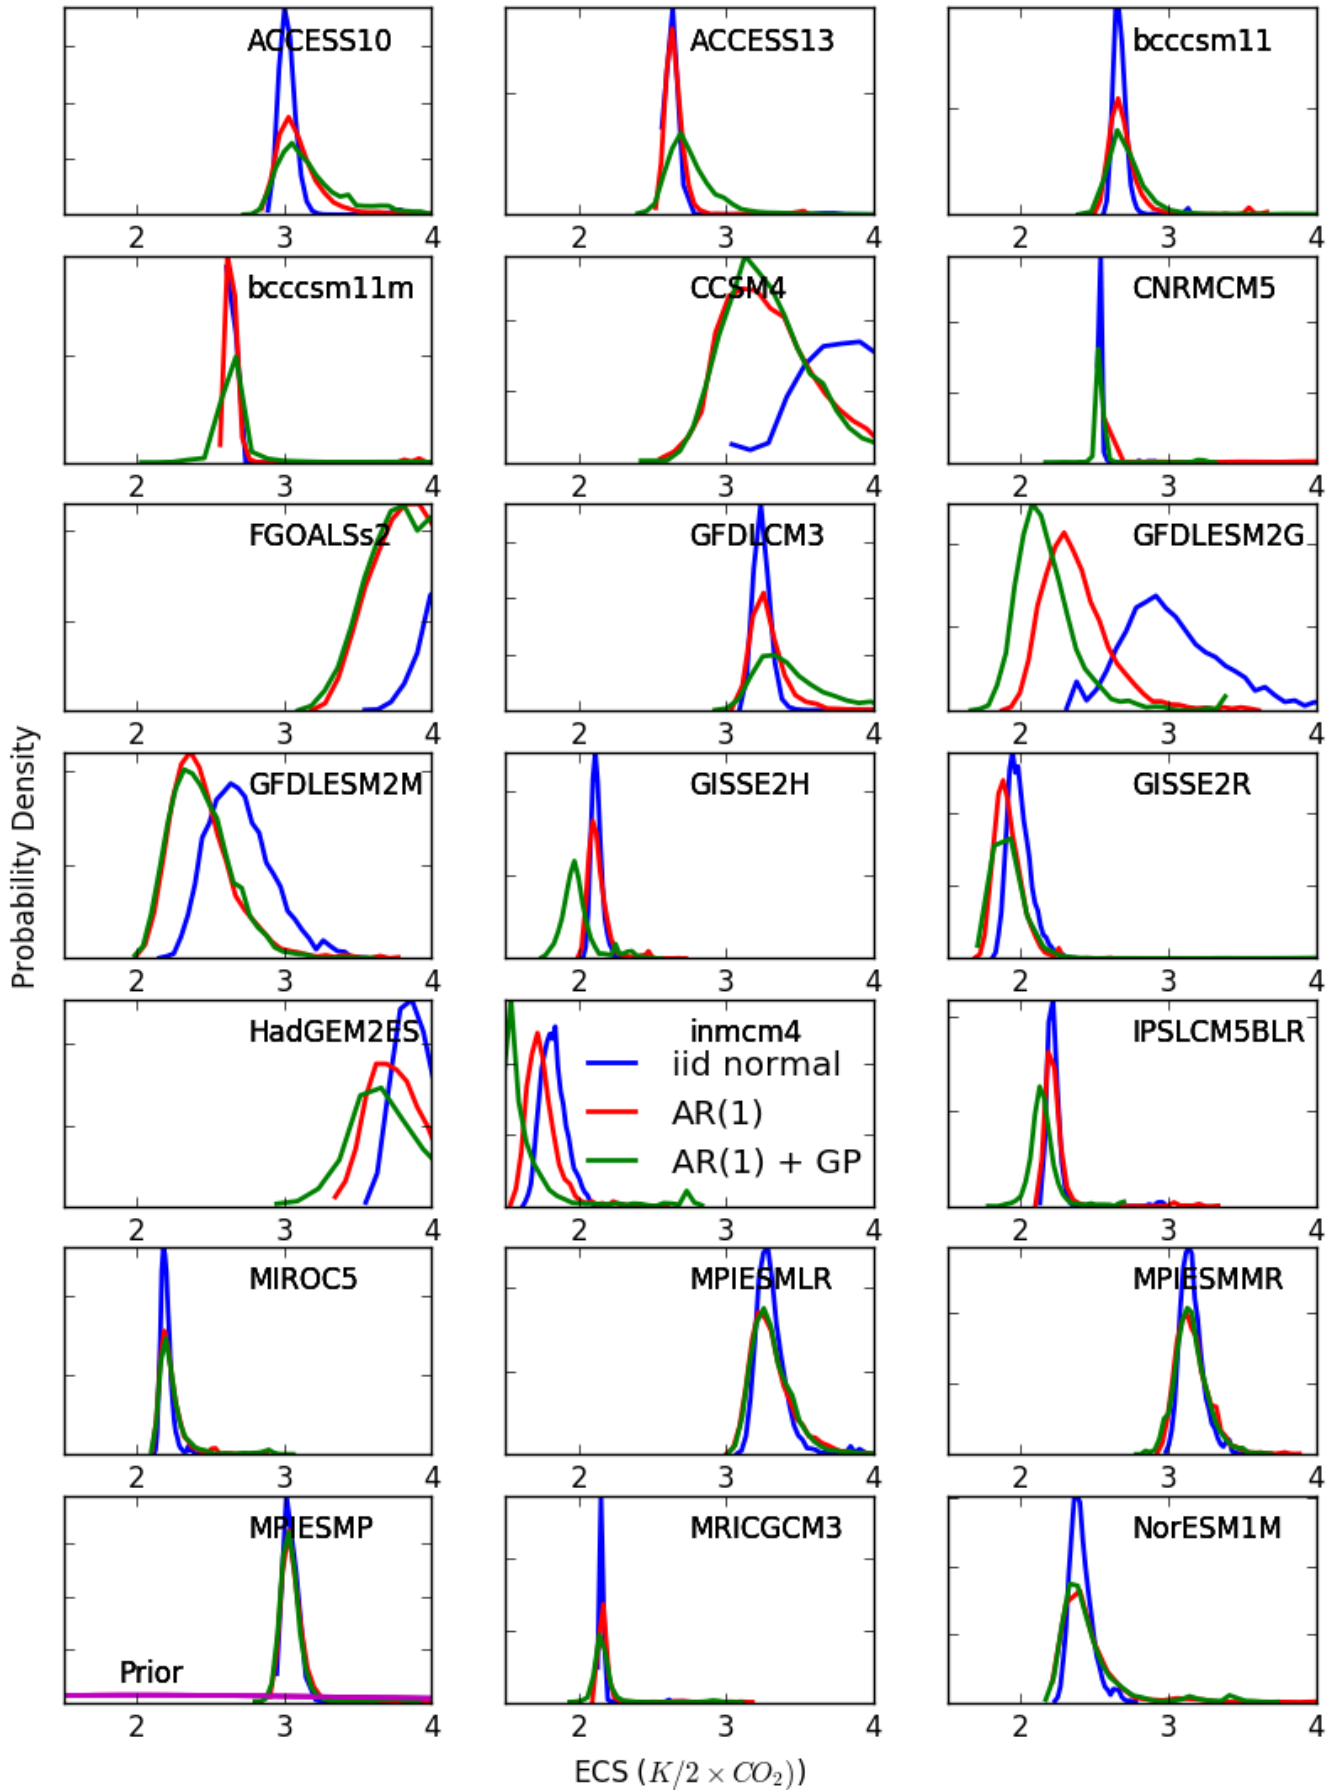 ACCESS10
ACCESS13
bcccsm11
2 3 4
2 3 4
2 3 4
bcccsm11m
CCSM4
CNRMCM5
2 3 4
2 3 4
2 3 4
FGOALSs2
GFDLCM3
GFDLESM2G
2 3 4
2 3 4
2 3 4
Probability Density
GFDLESM2M
GISSE2H
GISSE2R
2 3 4
2 3 4
2 3 4
HadGEM2ES
inmcm4
iid normal
AR(1)
AR(1) + GP
IPSLCM5BLR
2 3 4
2 3 4
2 3 4
MIROC5
MPIESMLR
MPIESMMR
2 3 4
2 3 4
2 3 4
MPIESMP
Prior
MRICGCM3
NorESM1M
2 3 4
2 3 4
2 3 4
ECS (K/2 × CO₂))